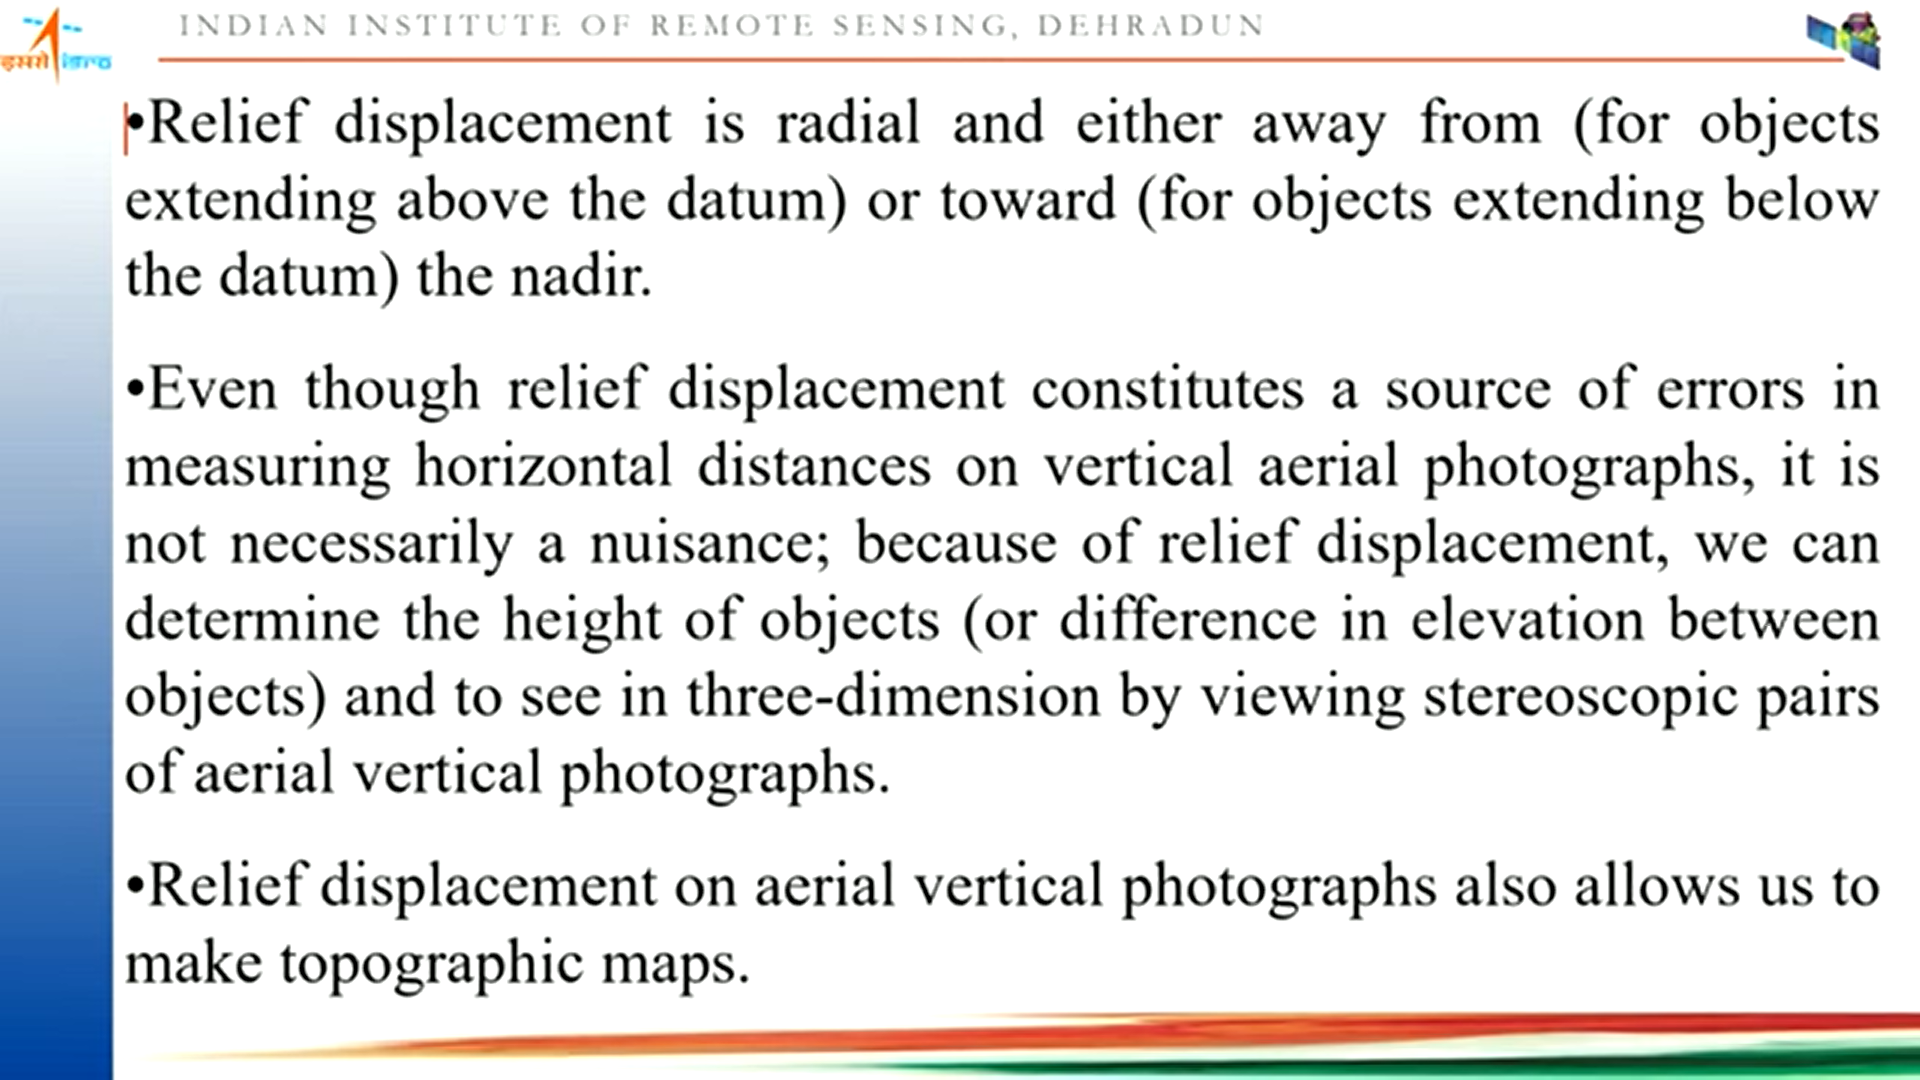 INDIAN INSTITUTE OF REMOTE SENSING, DEHRADUN
इसरो isro
•Relief displacement is radial and either away from (for objects
extending above the datum) or toward (for objects extending below
the datum) the nadir.
•Even though relief displacement constitutes a source of errors in
measuring horizontal distances on vertical aerial photographs, it is
not necessarily a nuisance; because of relief displacement, we can
determine the height of objects (or difference in elevation between
objects) and to see in three-dimension by viewing stereoscopic pairs
of aerial vertical photographs.
•Relief displacement on aerial vertical photographs also allows us to
make topographic maps.